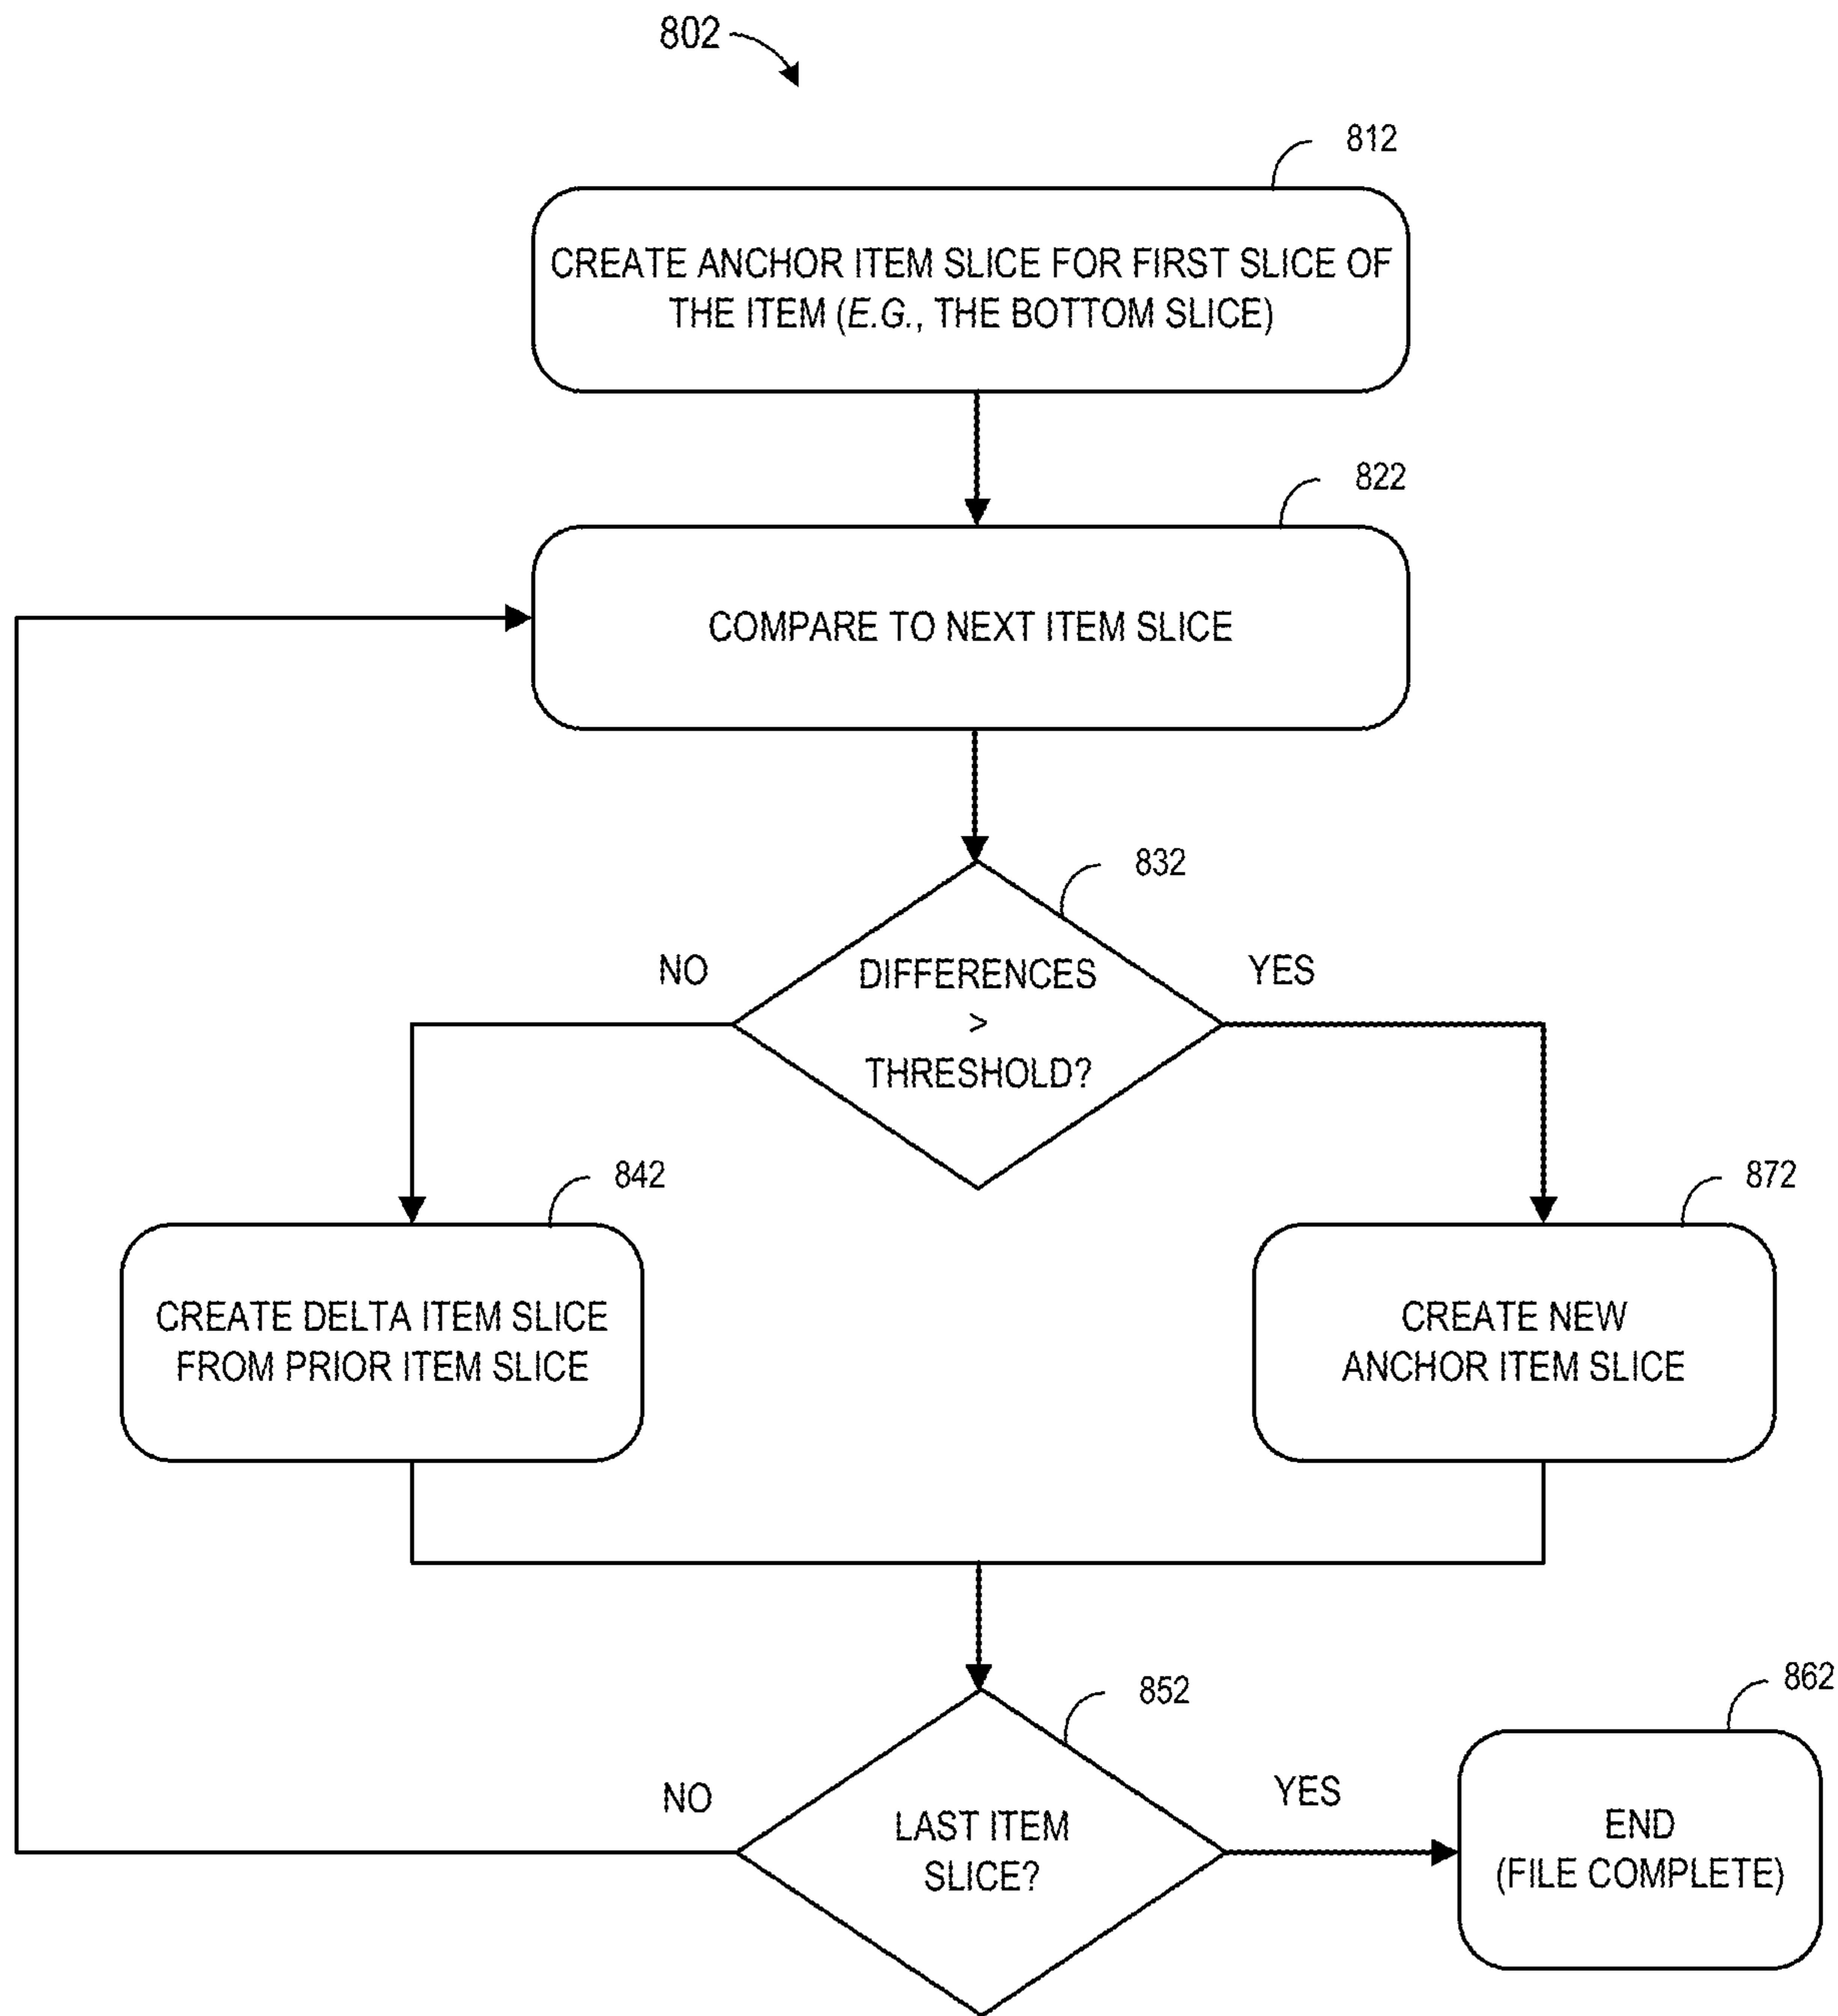 802
812
CREATE ANCHOR ITEM SLICE FOR FIRST SLICE OF
THE ITEM (E.G., THE BOTTOM SLICE)
822
COMPARE TO NEXT ITEM SLICE
832
NO
YES
DIFFERENCES
>
THRESHOLD?
842
872
CREATE DELTA ITEM SLICE
FROM PRIOR ITEM SLICE
CREATE NEW
ANCHOR ITEM SLICE
852
862
NO
YES
LAST ITEM
SLICE?
END
(FILE COMPLETE)